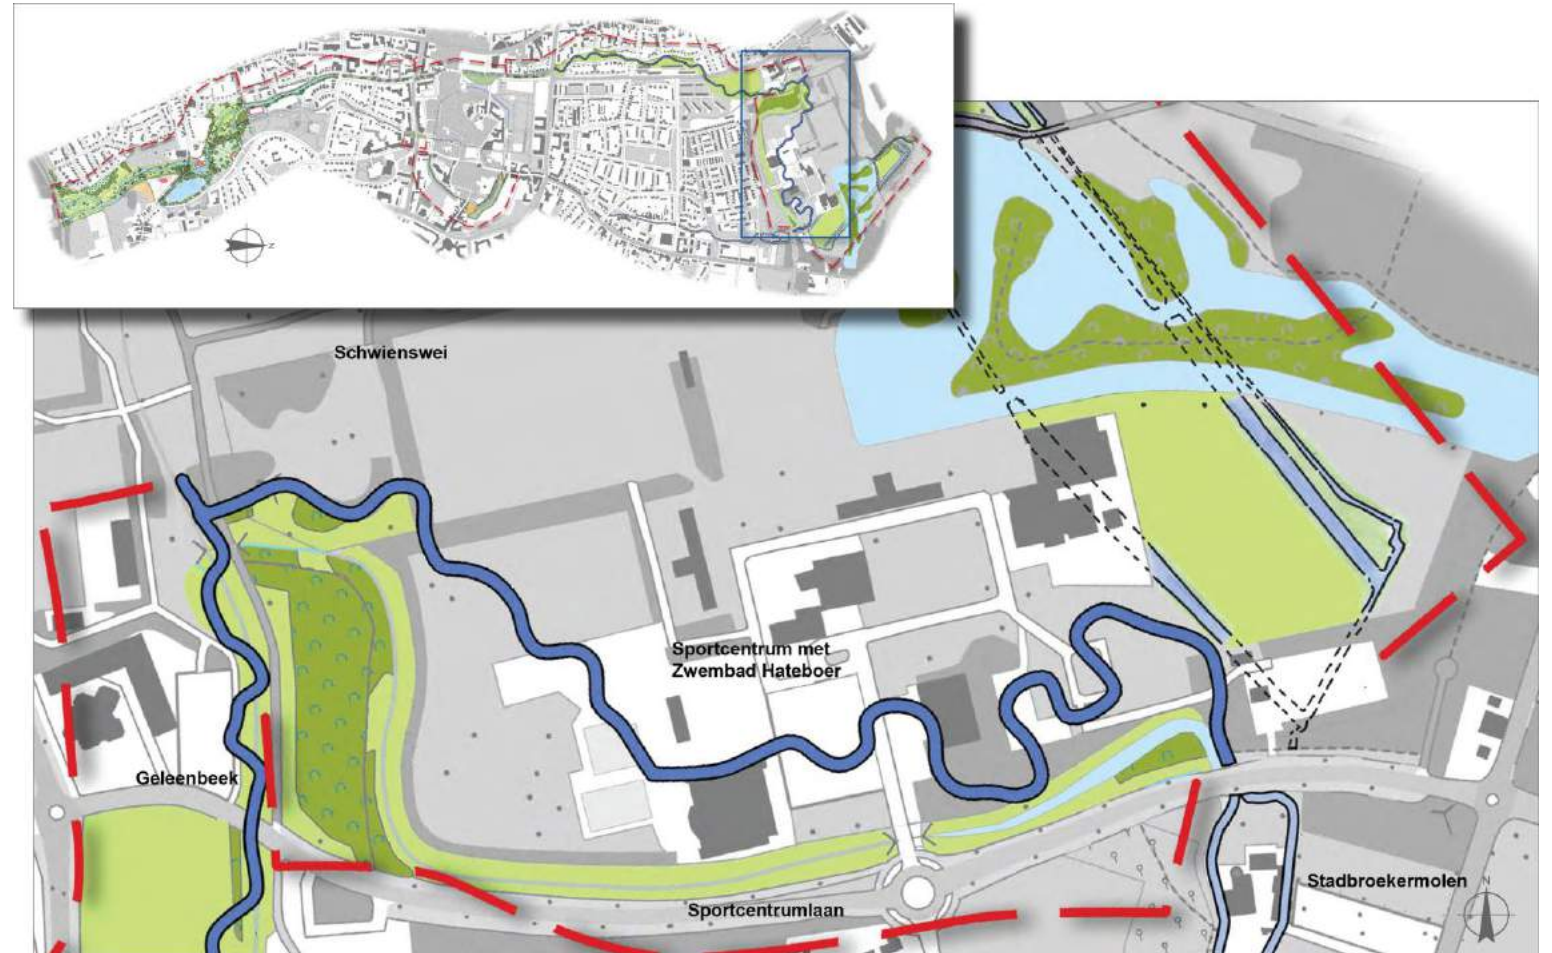 Z
Schwienswei
Sportcentrum met
Zwembad Hateboer
Geleenbeek
Stadbroekermolen
Sportcentrumlaan
N